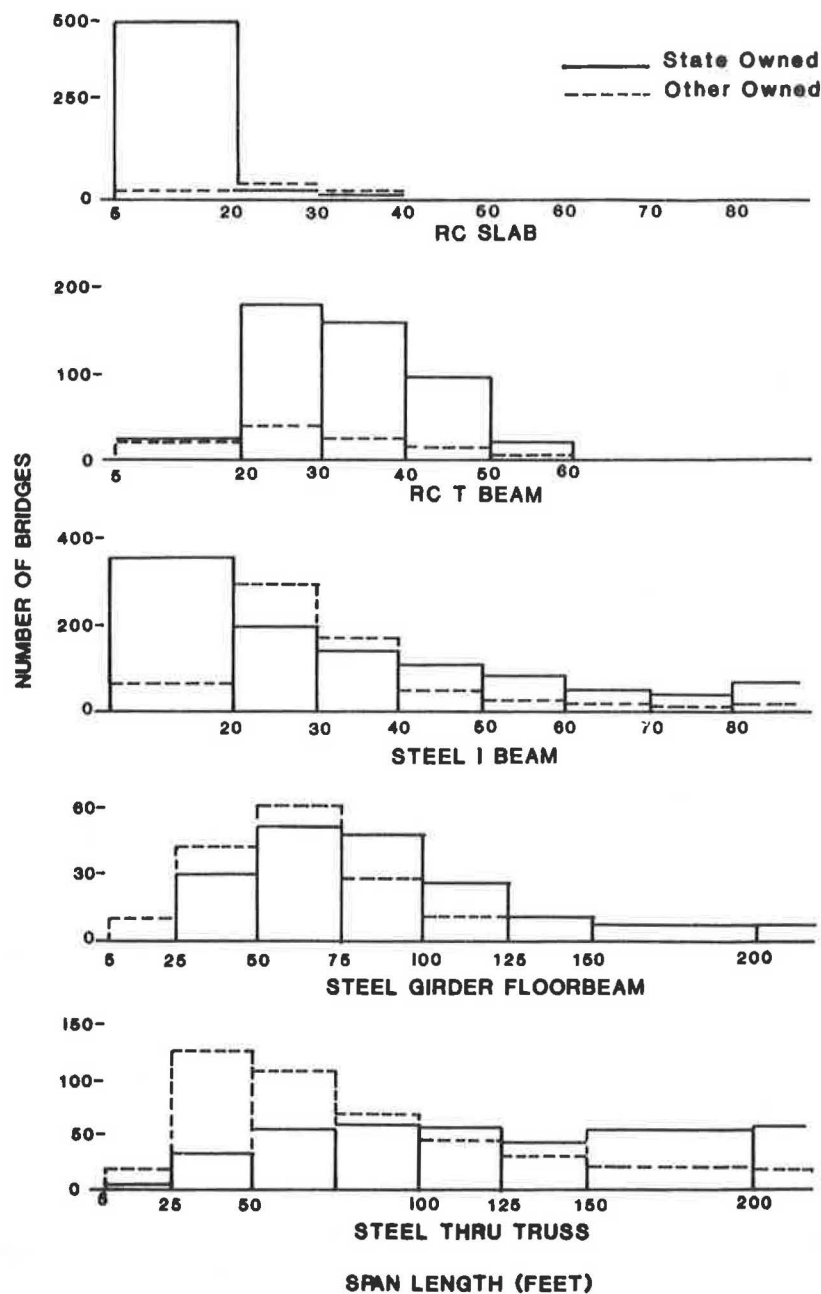 500-
State Owned
Other Owned
250-
0
5 20 30 40 50 60 70 80
RC SLAB
200-
100-
0
5 20 30 40 50 60
RC T BEAM
NUMBER OF BRIDGES
400-
200-
0-
20 30 40 50 60 70 80
STEEL I BEAM
60-
30-
0
5 25 50 75 100 125 150 200
STEEL GIRDER FLOORBEAM
150-
100-
50-
0
5 25 50 100 125 150 200
STEEL THRU TRUSS
SPAN LENGTH (FEET)